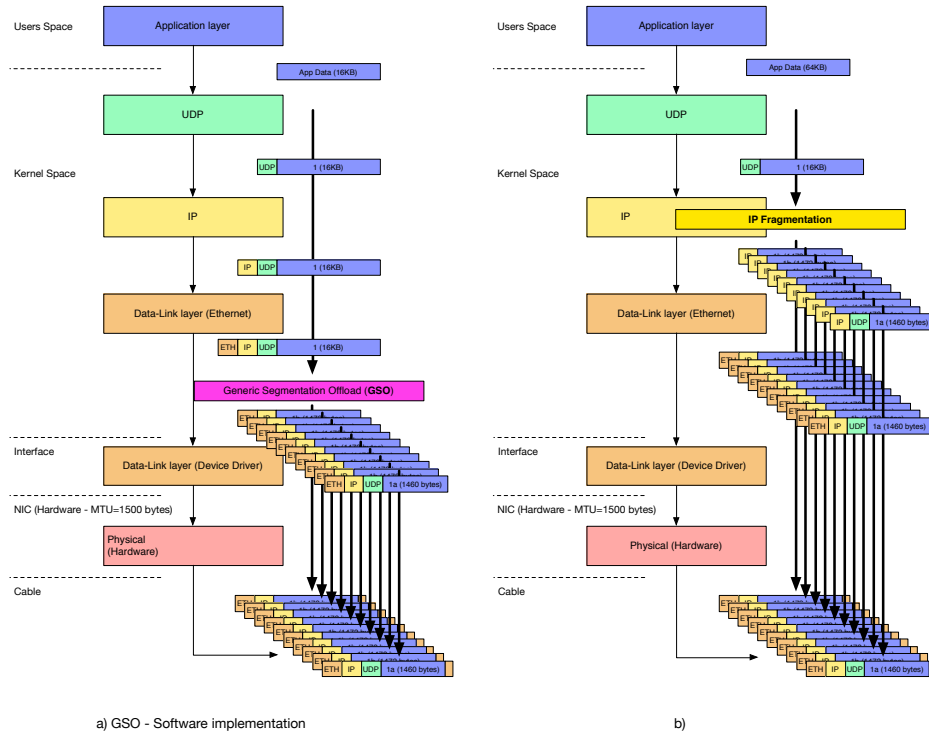 Users Space
Application layer
App Data (16KB)
UDP
UDP 1 (16KB)
Kernel Space
IP
IP UDP 1 (16KB)
Data-Link layer (Ethernet)
ETH IP UDP 1 (16KB)
Generic Segmentation Offload (GSO)
ETH IP UDP 1a (1460 bytes)
Interface
Data-Link layer (Device Driver)
NIC (Hardware - MTU=1500 bytes)
Physical
(Hardware)
Cable
ETH IP UDP 1a (1460 bytes)
a) GSO - Software implementation
Users Space
Application layer
App Data (64KB)
UDP
UDP 1 (16KB)
Kernel Space
IP
IP Fragmentation
IP UDP 1a (1460 bytes)
Data-Link layer (Ethernet)
ETH IP UDP 1a (1460 bytes)
Interface
Data-Link layer (Device Driver)
NIC (Hardware - MTU=1500 bytes)
Physical (Hardware)
Cable
ETH IP UDP 1a (1460 bytes)
b)